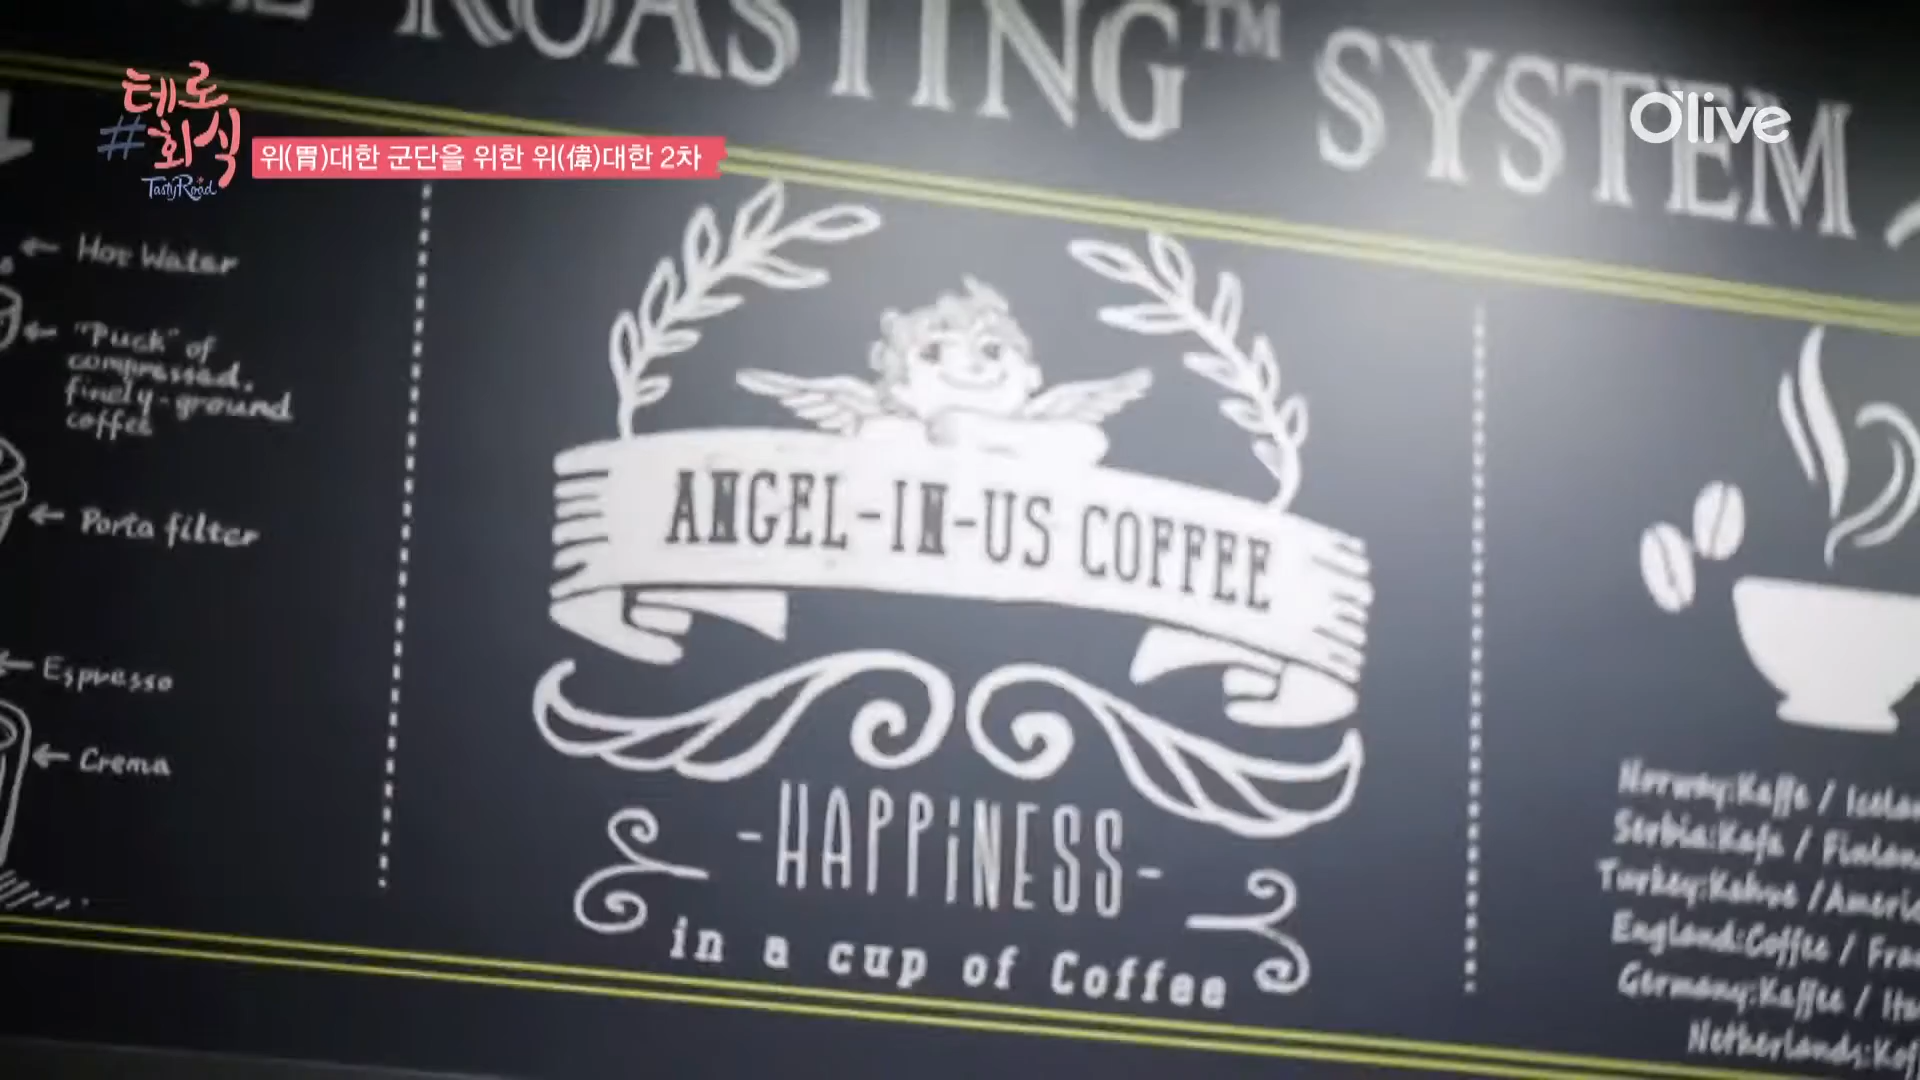 ROASTING™ SYSTEM
O'live
테로
#회식
Tasty Road
위(胃)대한 군단을 위한 위(偉)대한 2차
← Hot Water
← "Puck" of
compressed,
finely-ground
coffee
← Porta filter
← Espresso
← Crema
ANGEL-IN-US COFFEE
-HAPPiNESS-
in a cup of Coffee
Norway:Kaffe /
Serbia:Kafa /
Turkey:Kahve /
England:Coffee /
Germany:Kaffee /